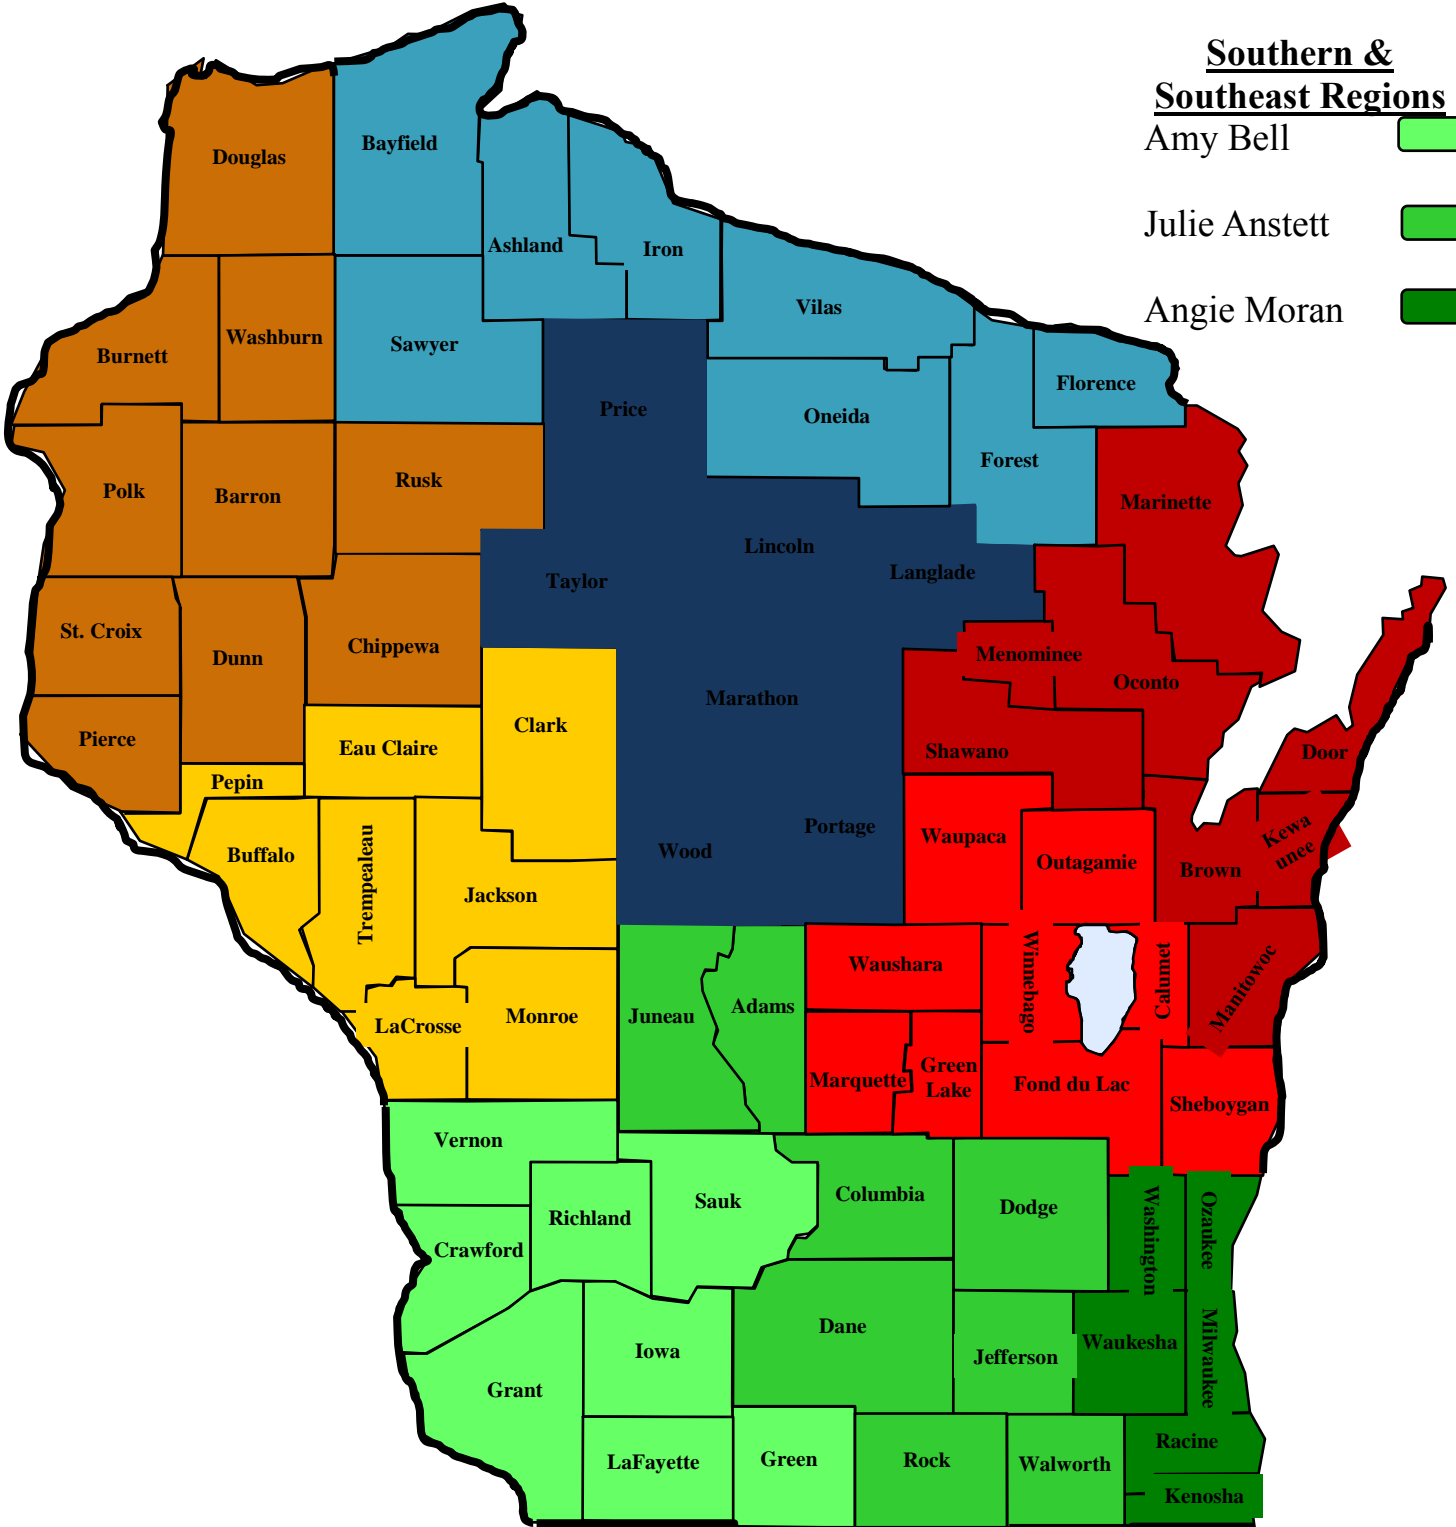 Southern &
Southeast Regions
Amy Bell
Julie Anstett
Angie Moran
Douglas
Bayfield
Ashland
Iron
Vilas
Burnett
Washburn
Sawyer
Price
Oneida
Florence
Forest
Polk
Barron
Rusk
Marinette
Lincoln
Langlade
Taylor
St. Croix
Dunn
Chippewa
Menominee
Oconto
Marathon
Pierce
Clark
Eau Claire
Shawano
Door
Pepin
Buffalo
Trempealeau
Jackson
Wood
Portage
Waupaca
Outagamie
Brown
Kewa
unee
Waushara
Winnebago
Calumet
Manitowoc
LaCrosse
Monroe
Juneau
Adams
Marquette
Green
Lake
Fond du Lac
Sheboygan
Vernon
Richland
Sauk
Columbia
Dodge
Washington
Ozaukee
Crawford
Grant
Iowa
Dane
Jefferson
Waukesha
Milwaukee
LaFayette
Green
Rock
Walworth
Racine
Kenosha